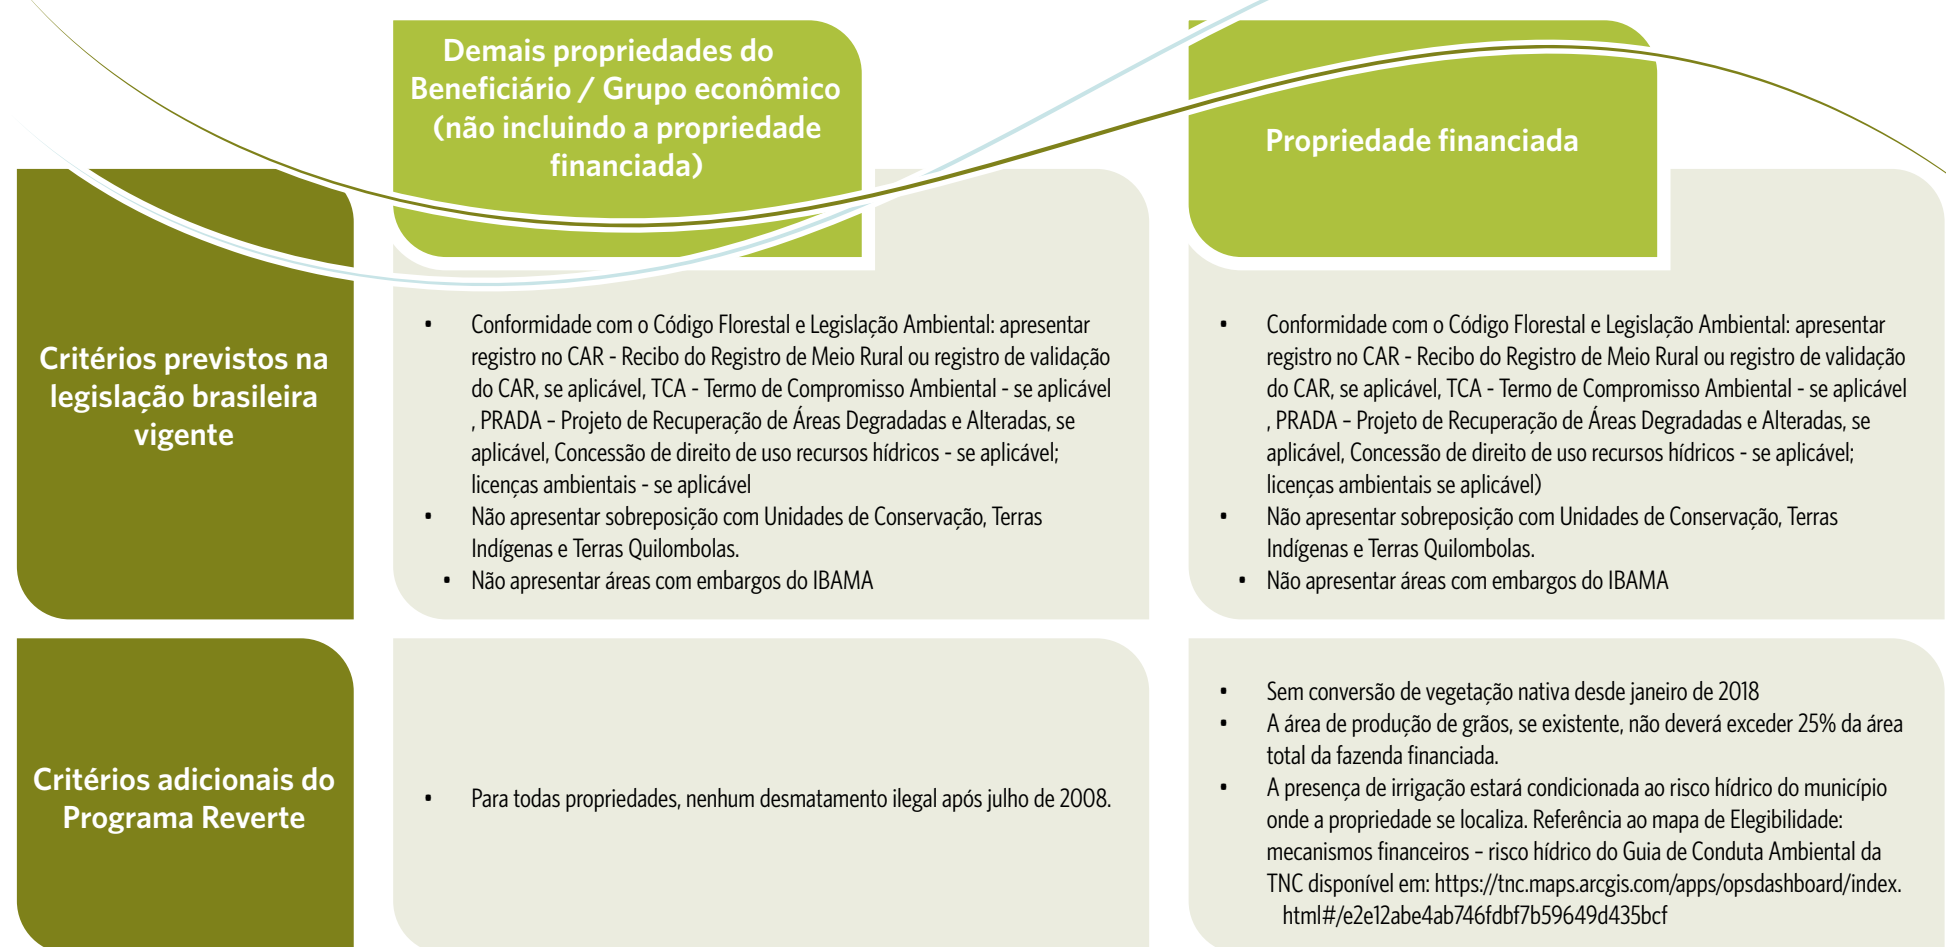 Demais propriedades do
Beneficiário / Grupo econômico
(não incluindo a propriedade
financiada)
Propriedade financiada
Critérios previstos na
legislação brasileira
vigente
• Conformidade com o Código Florestal e Legislação Ambiental: apresentar
registro no CAR - Recibo do Registro de Meio Rural ou registro de validação
do CAR, se aplicável, TCA - Termo de Compromisso Ambiental - se aplicável
, PRADA – Projeto de Recuperação de Áreas Degradadas e Alteradas, se
aplicável, Concessão de direito de uso recursos hídricos - se aplicável;
licenças ambientais - se aplicável
• Não apresentar sobreposição com Unidades de Conservação, Terras
Indígenas e Terras Quilombolas.
• Não apresentar áreas com embargos do IBAMA
• Conformidade com o Código Florestal e Legislação Ambiental: apresentar
registro no CAR - Recibo do Registro de Meio Rural ou registro de validação
do CAR, se aplicável, TCA - Termo de Compromisso Ambiental - se aplicável
, PRADA – Projeto de Recuperação de Áreas Degradadas e Alteradas, se
aplicável, Concessão de direito de uso recursos hídricos - se aplicável;
licenças ambientais se aplicável)
• Não apresentar sobreposição com Unidades de Conservação, Terras
Indígenas e Terras Quilombolas.
• Não apresentar áreas com embargos do IBAMA
Critérios adicionais do
Programa Reverte
• Para todas propriedades, nenhum desmatamento ilegal após julho de 2008.
• Sem conversão de vegetação nativa desde janeiro de 2018
• A área de produção de grãos, se existente, não deverá exceder 25% da área
total da fazenda financiada.
• A presença de irrigação estará condicionada ao risco hídrico do município
onde a propriedade se localiza. Referência ao mapa de Elegibilidade:
mecanismos financeiros – risco hídrico do Guia de Conduta Ambiental da
TNC disponível em: https://tnc.maps.arcgis.com/apps/opsdashboard/index.
html#/e2e12abe4ab746fdbf7b59649d435bcf